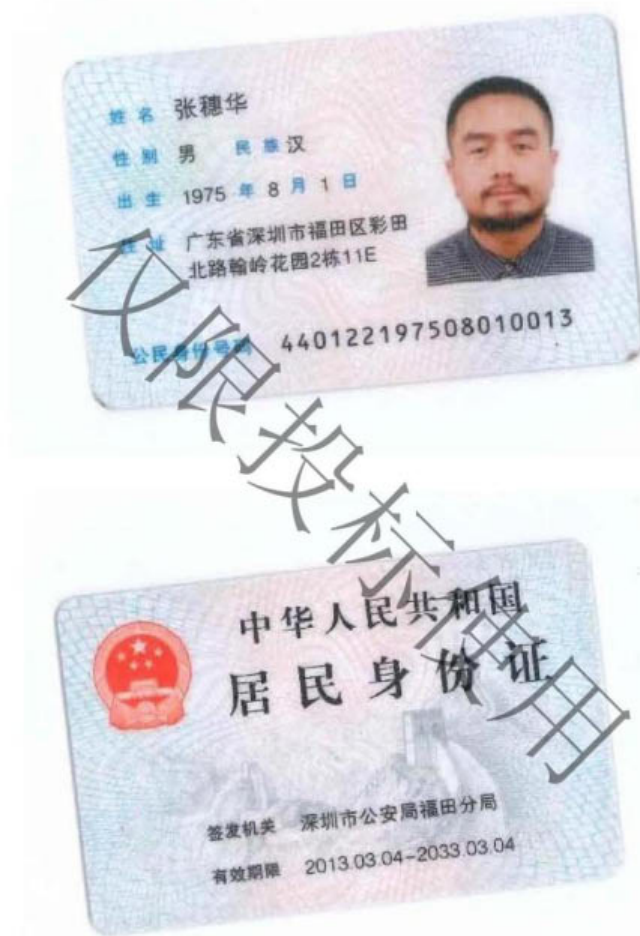 姓名 张穗华
性别 男 民族 汉
出生 1975 年 8 月 1 日
住址 广东省深圳市福田区彩田
北路翰岭花园2栋11E
公民身份号码 440122197508010013
仅限投标使用
中华人民共和国
居民身份证
签发机关 深圳市公安局福田分局
有效期限 2013.03.04-2033.03.04